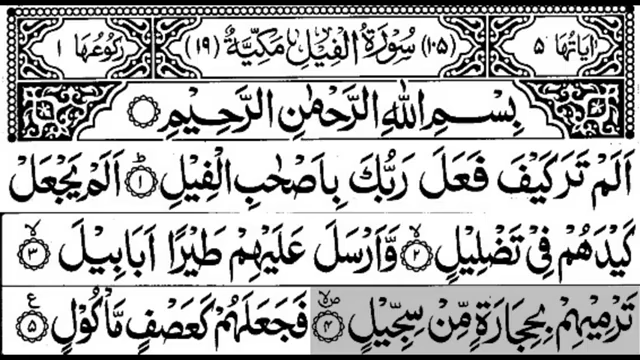 اٰيَاتُهَا ٥ (١٠٥) سُوْرَةُ الْفِيْلِ مَكِّيَّةٌ (١٩) رُكُوْعُهَا ١
بِسْمِ اللّٰهِ الرَّحْمٰنِ الرَّحِيْمِ
اَلَمْ تَرَ كَيْفَ فَعَلَ رَبُّكَ بِاَصْحٰبِ الْفِيْلِ ؕ ﴿١﴾ اَلَمْ يَجْعَلْ
كَيْدَهُمْ فِيْ تَضْلِيْلٍ ۙ ﴿٢﴾ وَّاَرْسَلَ عَلَيْهِمْ طَيْرًا اَبَابِيْلَ ۙ ﴿٣﴾
تَرْمِيْهِمْ بِحِجَارَةٍ مِّنْ سِجِّيْلٍ ۪ۙ ﴿٤﴾ فَجَعَلَهُمْ كَعَصْفٍ مَّاْكُوْلٍ ﴿٥﴾ ع